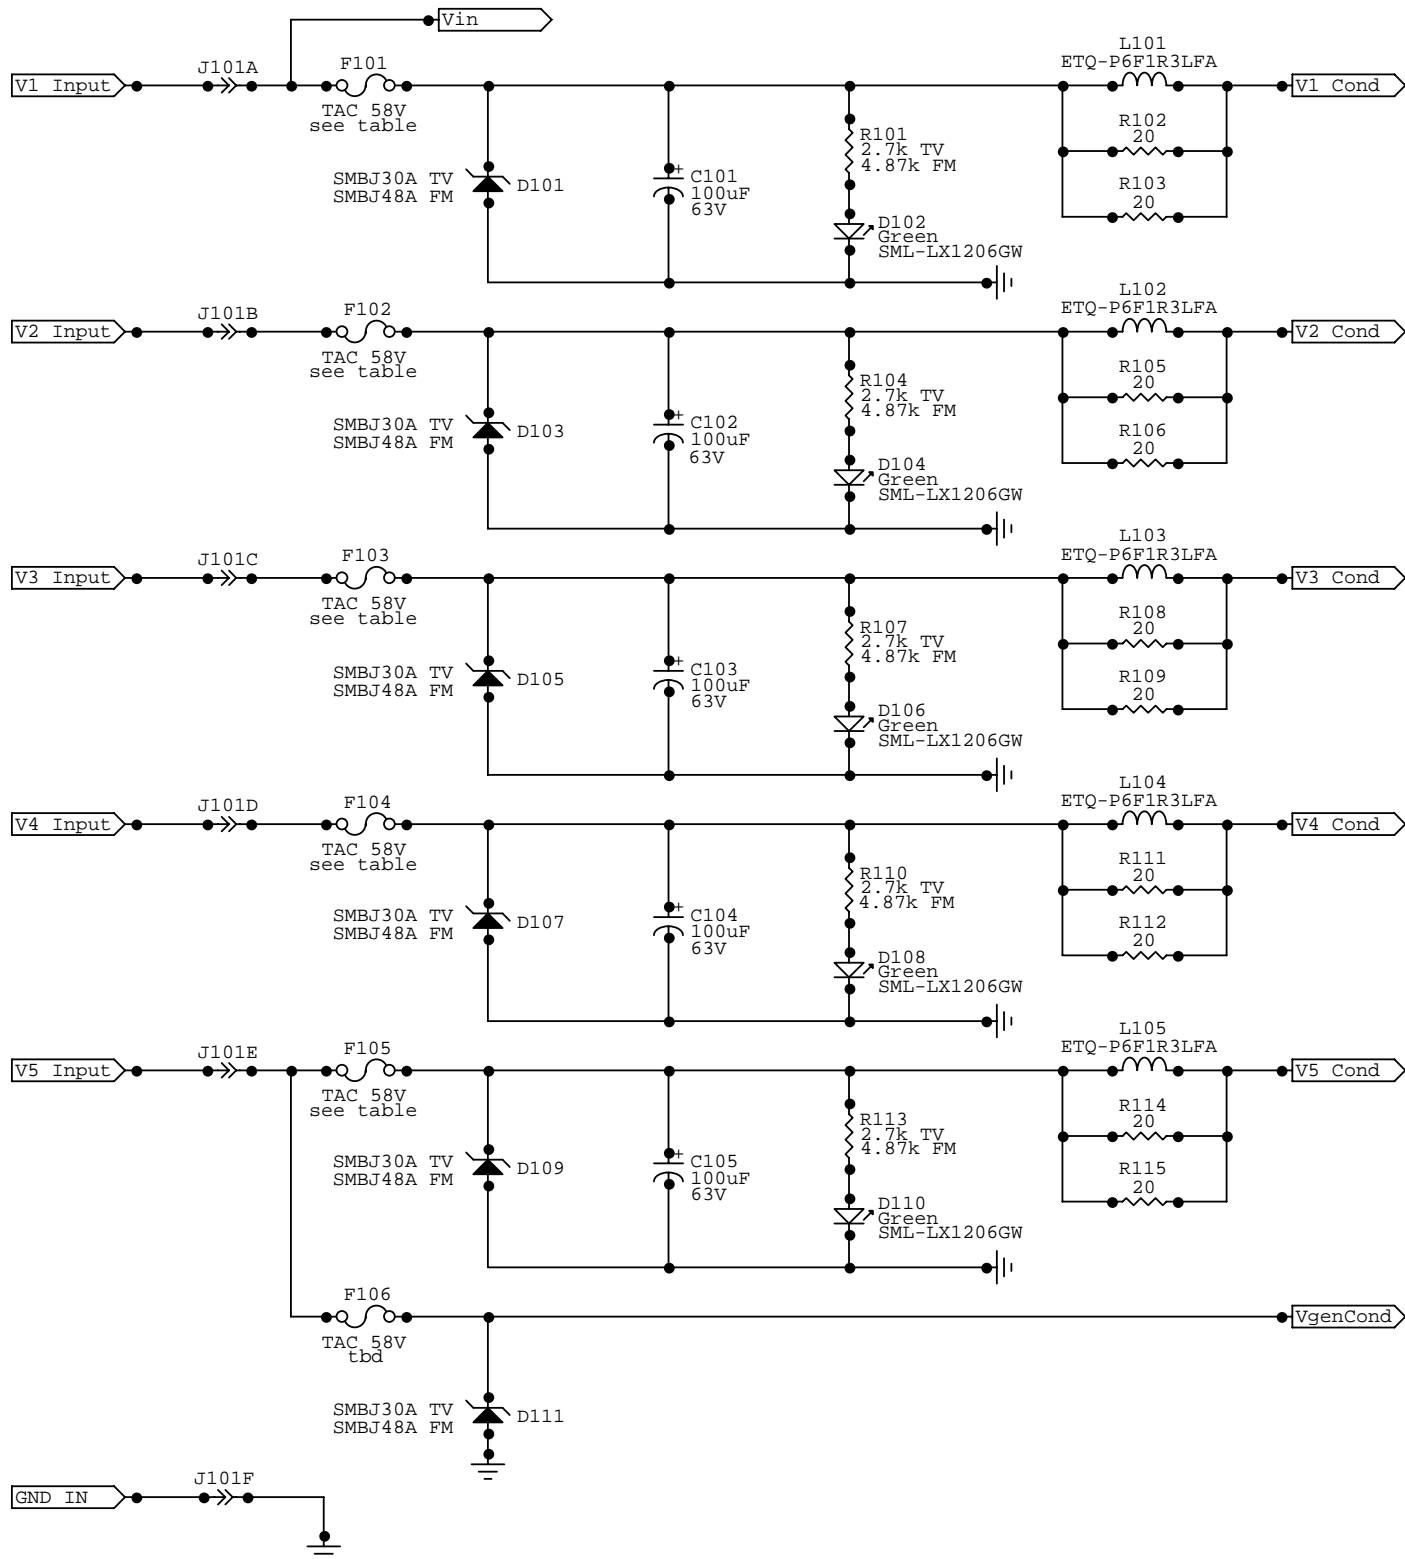 Vin
V1 Input
J101A
F101
TAC 58V
see table
SMBJ30A TV
SMBJ48A FM
D101
C101
100uF
63V
R101
2.7k TV
4.87k FM
D102
Green
SML-LX1206GW
L101
ETQ-P6F1R3LFA
R102
20
R103
20
V1 Cond
V2 Input
J101B
F102
TAC 58V
see table
SMBJ30A TV
SMBJ48A FM
D103
C102
100uF
63V
R104
2.7k TV
4.87k FM
D104
Green
SML-LX1206GW
L102
ETQ-P6F1R3LFA
R105
20
R106
20
V2 Cond
V3 Input
J101C
F103
TAC 58V
see table
SMBJ30A TV
SMBJ48A FM
D105
C103
100uF
63V
R107
2.7k TV
4.87k FM
D106
Green
SML-LX1206GW
L103
ETQ-P6F1R3LFA
R108
20
R109
20
V3 Cond
V4 Input
J101D
F104
TAC 58V
see table
SMBJ30A TV
SMBJ48A FM
D107
C104
100uF
63V
R110
2.7k TV
4.87k FM
D108
Green
SML-LX1206GW
L104
ETQ-P6F1R3LFA
R111
20
R112
20
V4 Cond
V5 Input
J101E
F105
TAC 58V
see table
SMBJ30A TV
SMBJ48A FM
D109
C105
100uF
63V
R113
2.7k TV
4.87k FM
D110
Green
SML-LX1206GW
L105
ETQ-P6F1R3LFA
R114
20
R115
20
V5 Cond
F106
TAC 58V
tbd
SMBJ30A TV
SMBJ48A FM
D111
VgenCond
GND IN
J101F